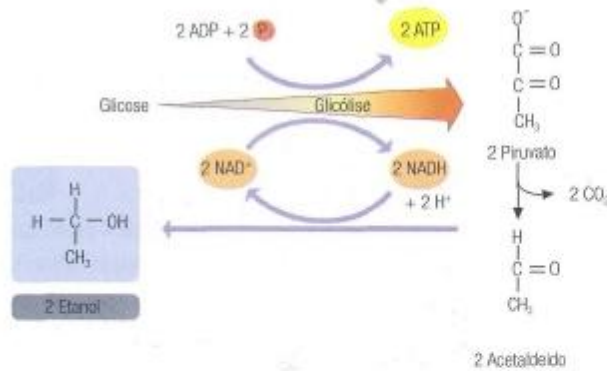 2 ADP + 2 P
2 ATP
Glicose
Glicólise
O⁻
C = O
C = O
CH₃
2 Piruvato
2 NAD⁺
2 NADH
+ 2 H⁺
2 CO₂
H
H — C — OH
CH₃
2 Etanol
H
C = O
CH₃
2 Acetaldeído